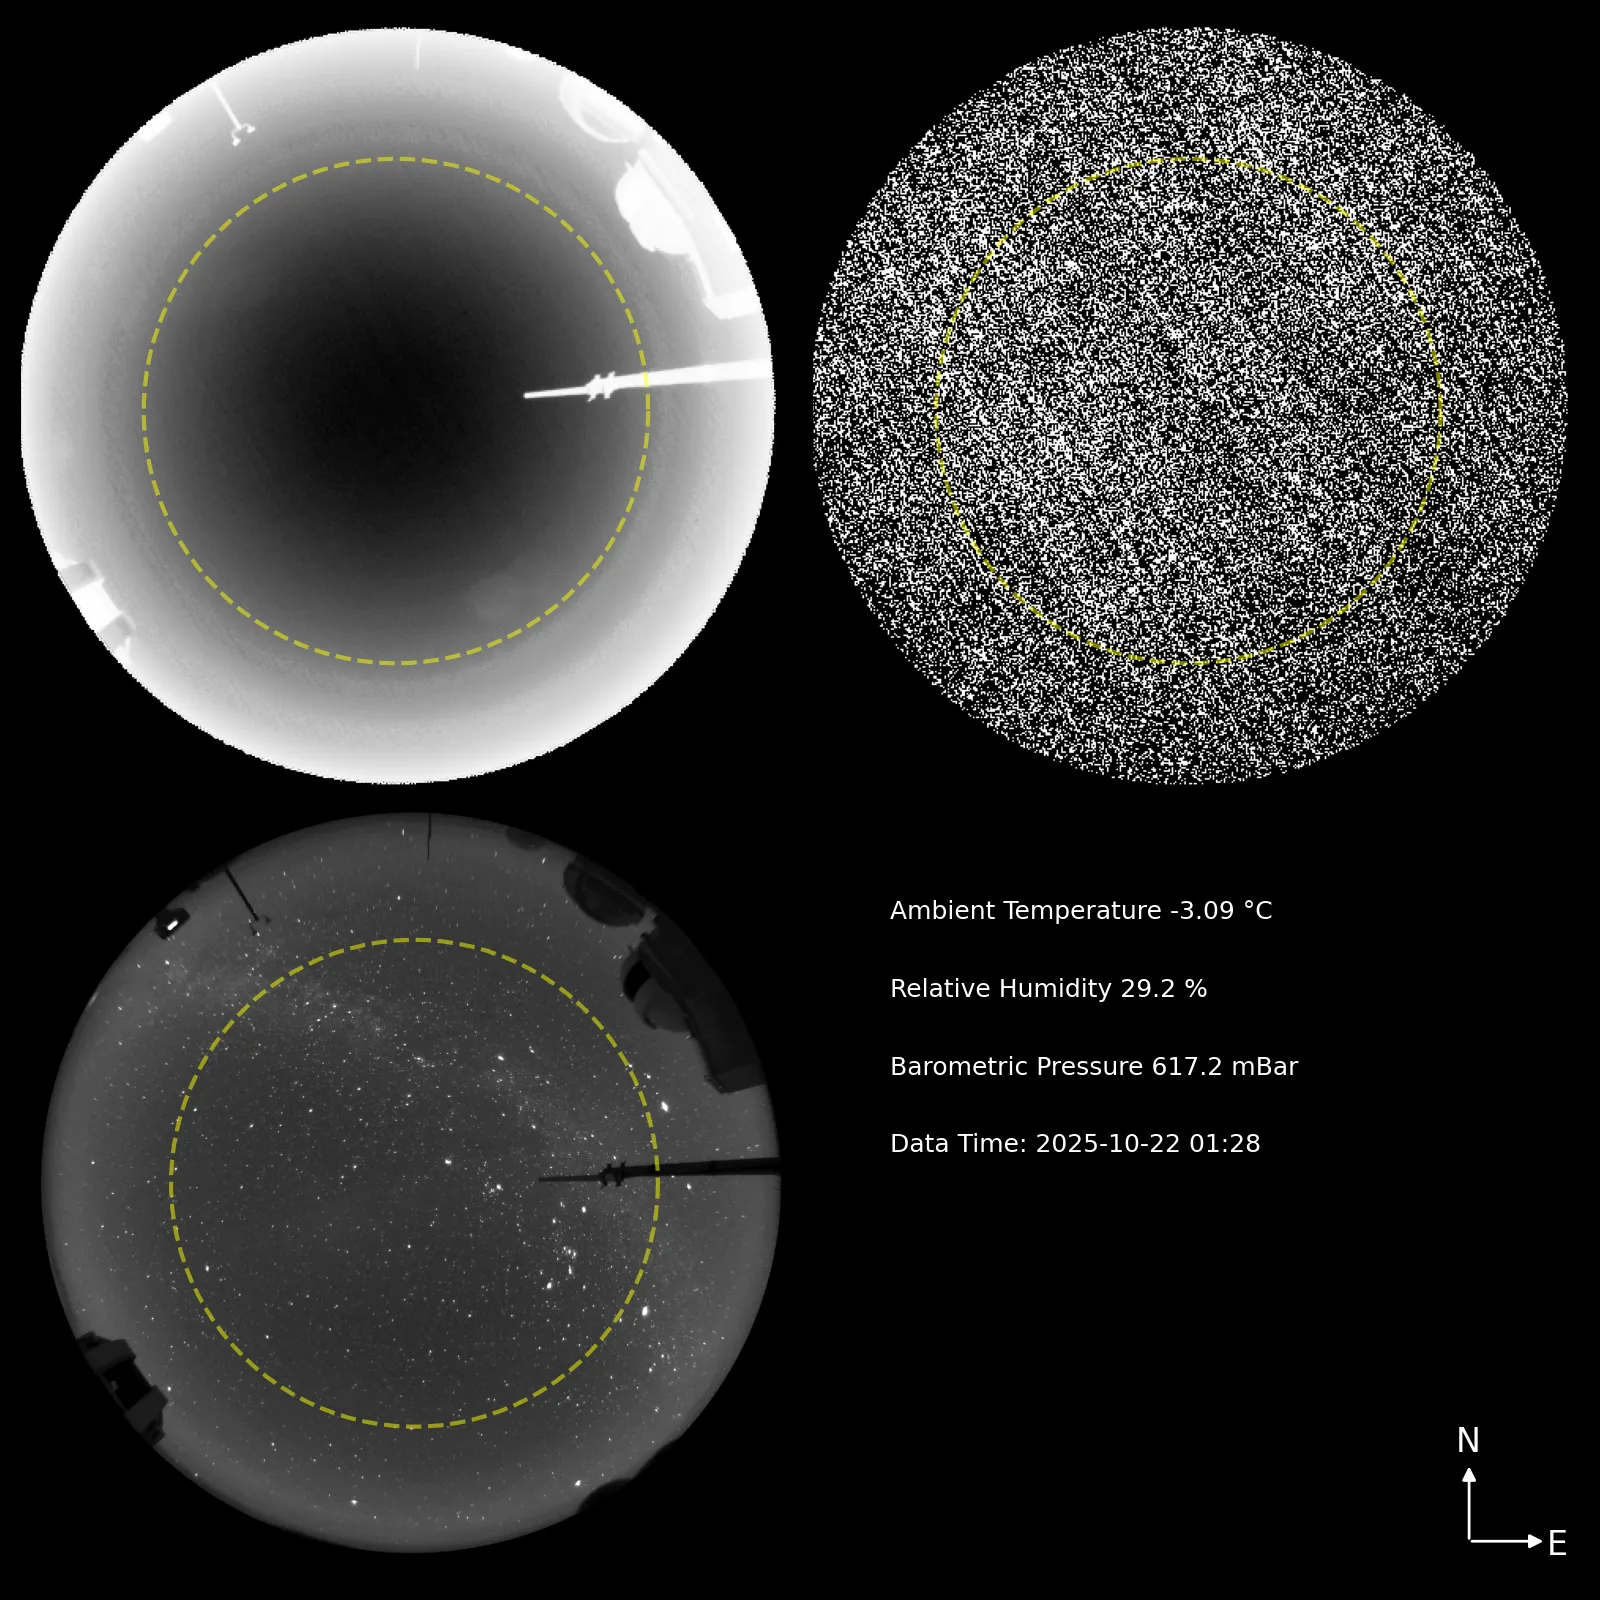 Ambient Temperature -3.09 °C
Relative Humidity 29.2 %
Barometric Pressure 617.2 mBar
Data Time: 2025-10-22 01:28
N
E